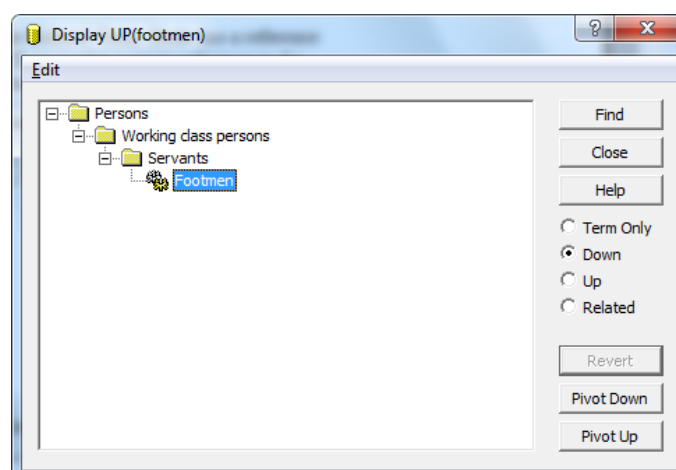 Display UP(footmen)
?
X
Edit
Persons
Working class persons
Servants
Footmen
Find
Close
Help
Term Only
Down
Up
Related
Revert
Pivot Down
Pivot Up